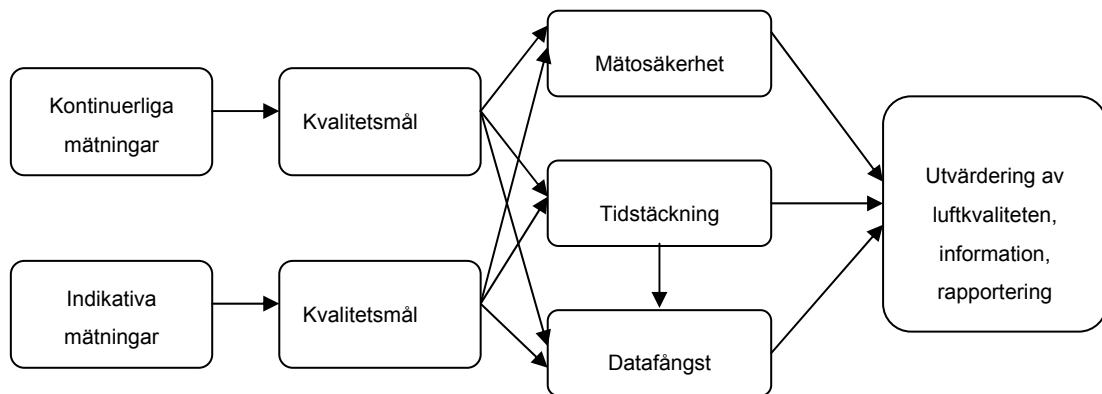 Kontinuerliga
mätningar
Kvalitetsmål
Indikativa
mätningar
Kvalitetsmål
Mätosäkerhet
Tidstäckning
Datafångst
Utvärdering av
luftkvaliteten,
information,
rapportering